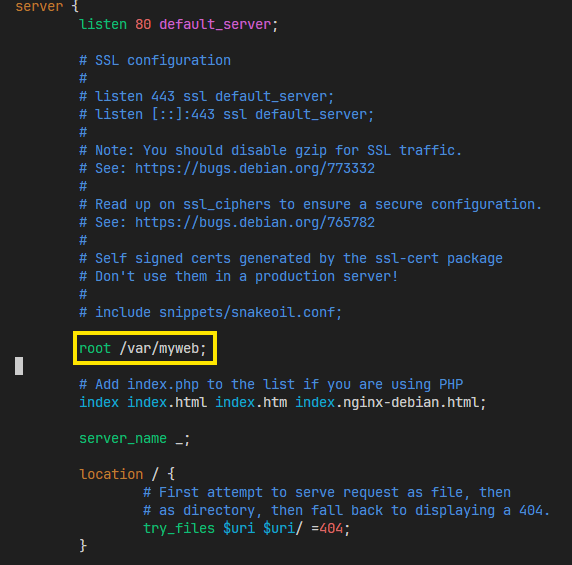 server {
listen 80 default_server;
# SSL configuration
#
# listen 443 ssl default_server;
# listen [::]:443 ssl default_server;
#
# Note: You should disable gzip for SSL traffic.
# See: https://bugs.debian.org/773332
#
# Read up on ssl_ciphers to ensure a secure configuration.
# See: https://bugs.debian.org/765782
#
# Self signed certs generated by the ssl-cert package
# Don't use them in a production server!
#
# include snippets/snakeoil.conf;
root /var/myweb;
# Add index.php to the list if you are using PHP
index index.html index.htm index.nginx-debian.html;
server_name _;
location / {
# First attempt to serve request as file, then
# as directory, then fall back to displaying a 404.
try_files $uri $uri/ =404;
}